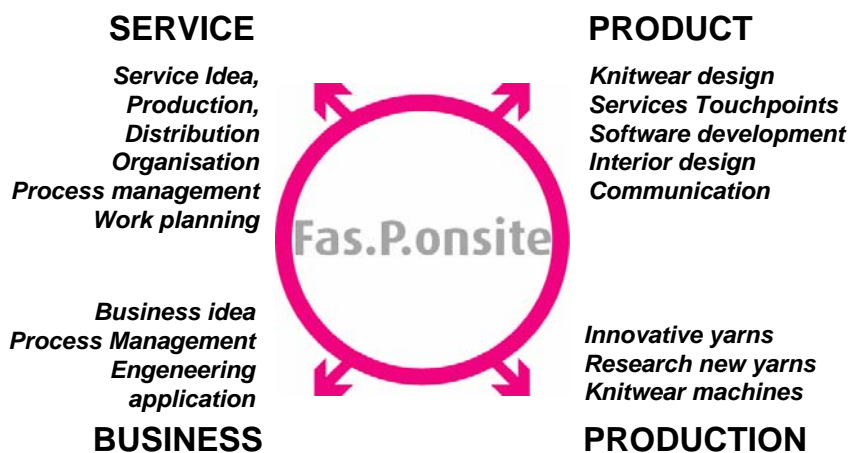 SERVICE
Service Idea,
Production,
Distribution
Organisation
Process management
Work planning
PRODUCT
Knitwear design
Services Touchpoints
Software development
Interior design
Communication
Fas.P.onsite
Business idea
Process Management
Engeneering
application
BUSINESS
Innovative yarns
Research new yarns
Knitwear machines
PRODUCTION